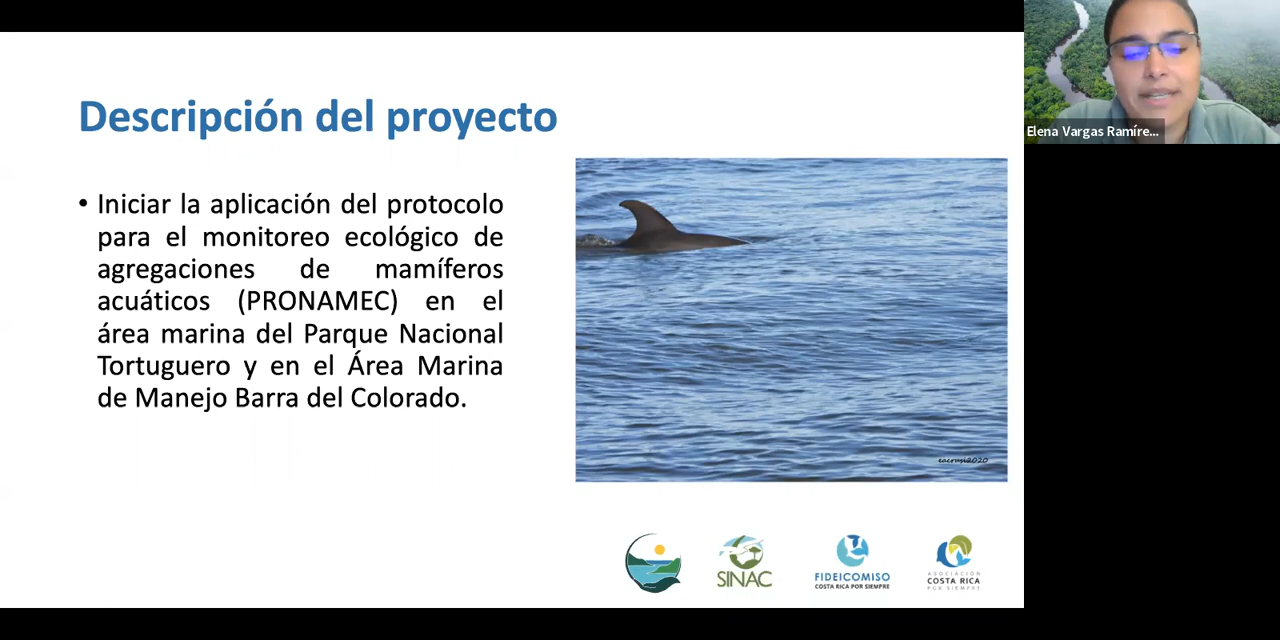 Descripción del proyecto
• Iniciar la aplicación del protocolo
para el monitoreo ecológico de
agregaciones de mamíferos
acuáticos (PRONAMEC) en el
área marina del Parque Nacional
Tortuguero y en el Área Marina
de Manejo Barra del Colorado.
Elena Vargas Ramíre...
eacrusi2020
SINAC
FIDEICOMISO
COSTA RICA POR SIEMPRE
ASOCIACIÓN
COSTA RICA
POR SIEMPRE